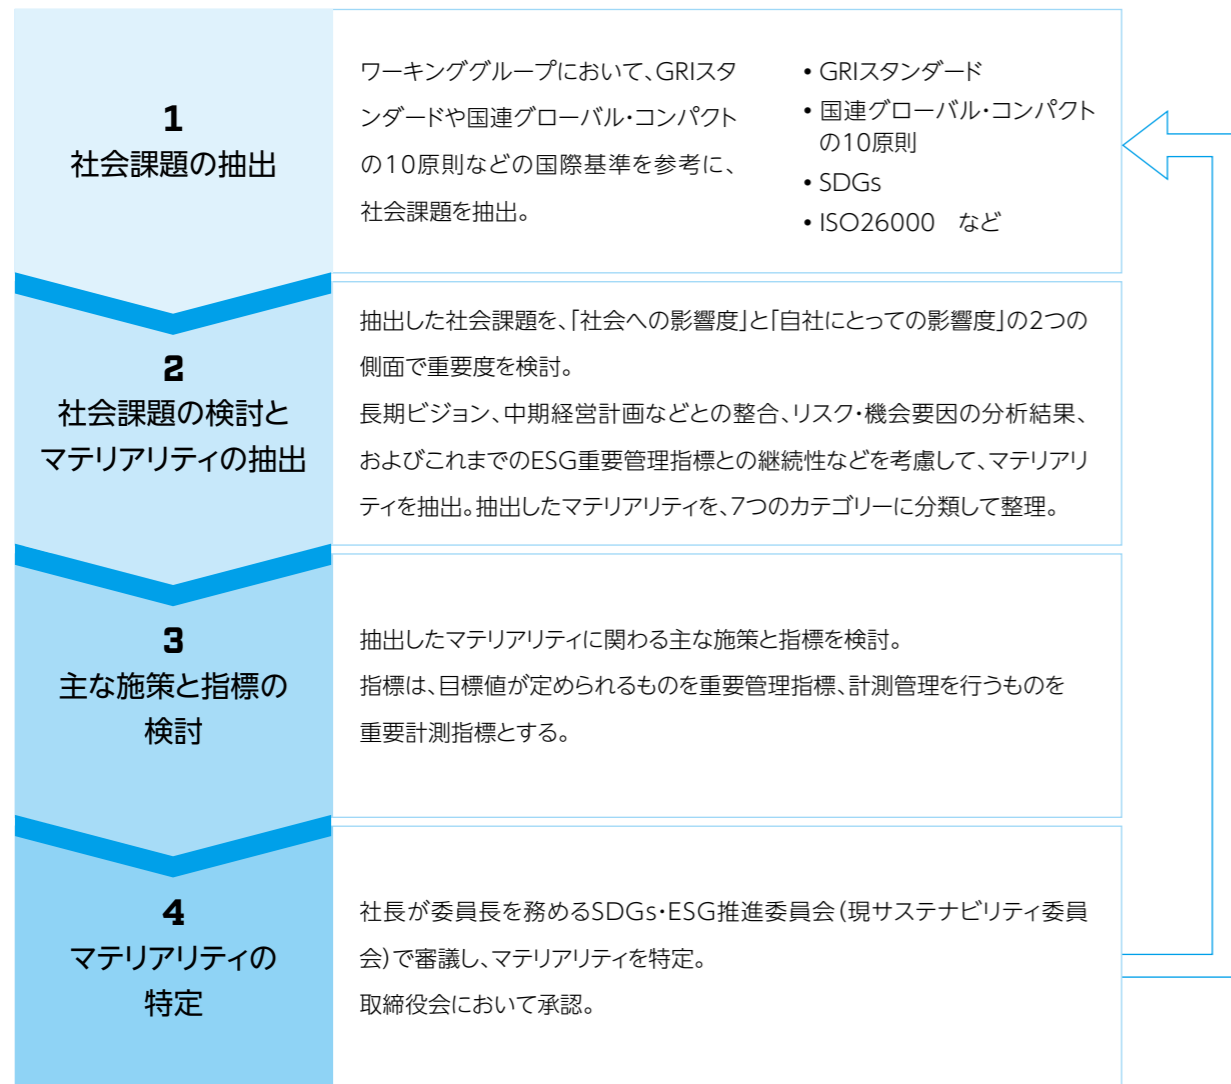 1
社会課題の抽出
ワーキンググループにおいて、GRIスタ
ンダードや国連グローバル・コンパクト
の10原則などの国際基準を参考に、
社会課題を抽出。
• GRIスタンダード
• 国連グローバル・コンパクト
の10原則
• SDGs
• ISO26000　など
2
社会課題の検討と
マテリアリティの抽出
抽出した社会課題を、「社会への影響度」と「自社にとっての影響度」の2つの
側面で重要度を検討。
長期ビジョン、中期経営計画などとの整合、リスク・機会要因の分析結果、
およびこれまでのESG重要管理指標との継続性などを考慮して、マテリアリ
ティを抽出。抽出したマテリアリティを、7つのカテゴリーに分類して整理。
3
主な施策と指標の
検討
抽出したマテリアリティに関わる主な施策と指標を検討。
指標は、目標値が定められるものを重要管理指標、計測管理を行うものを
重要計測指標とする。
4
マテリアリティの
特定
社長が委員長を務めるSDGs・ESG推進委員会（現サステナビリティ委員
会）で審議し、マテリアリティを特定。
取締役会において承認。